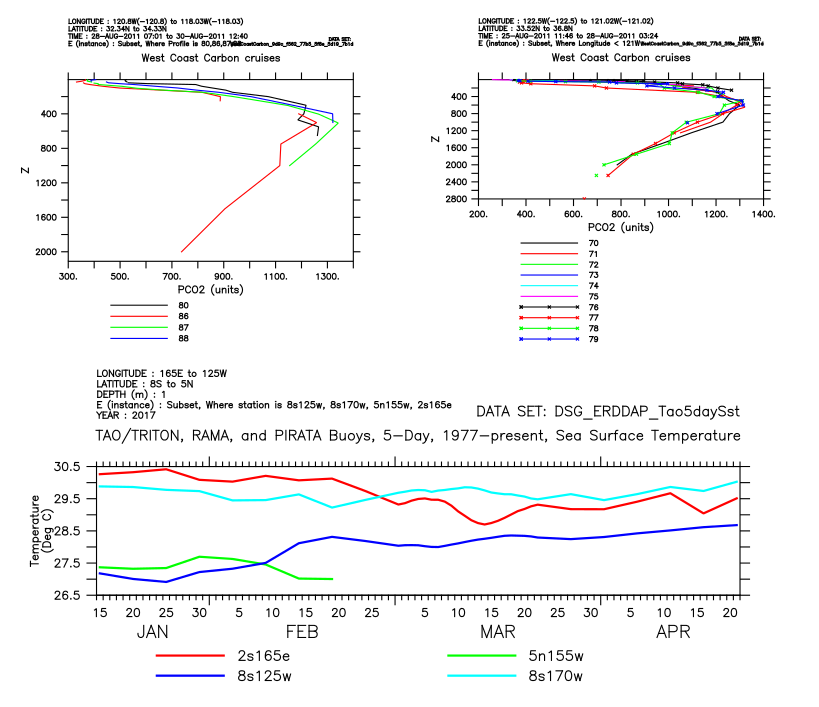 LONGITUDE : 120.8W(-120.8) to 118.03W(-118.03)
LATITUDE : 32.34N to 34.33N
DATA SET:
TIME : 28-AUG-2011 07:01 to 30-AUG-2011 12:40
E (instance) : Subset, Where Profile is 80,86,87
West Coast Carbon cruises
400
800
1200
1600
2000
Z
300. 500. 700. 900. 1100. 1300.
PCO2 (units)
80
86
87
88
LONGITUDE : 122.5W(-122.5) to 121.02W(-121.02)
33.52N to 36.8N
DATA SET:
TIME : 25-AUG-2011 11:46 to 28-AUG-2011 03:24
E (instance) : Subset, Where Longitude < 121W
West Coast Carbon cruises
400
800
1200
1600
2000
2400
2800
Z
200. 400. 600. 800. 1000. 1200. 1400.
PCO2 (units)
70
71
72
73
74
75
76
77
78
79
LONGITUDE : 165E to 125W
LATITUDE : 8S to 5N
DEPTH (m) : 1
E (instance) : Subset, Where station is 8s125w, 8s170w, 5n155w, 2s165e
YEAR : 2017
DATA SET: DSG_ERDDAP_Tao5daySst
TAO/TRITON, RAMA, and PIRATA Buoys, 5-Day, 1977-present, Sea Surface Temperature
30.5
29.5
28.5
27.5
26.5
Temperature
(Deg C)
15 20 25 30 5 10 15 20 25 5 10 15 20 25 30 5 10 15 20
JAN FEB MAR APR
2s165e 5n155w
8s125w 8s170w